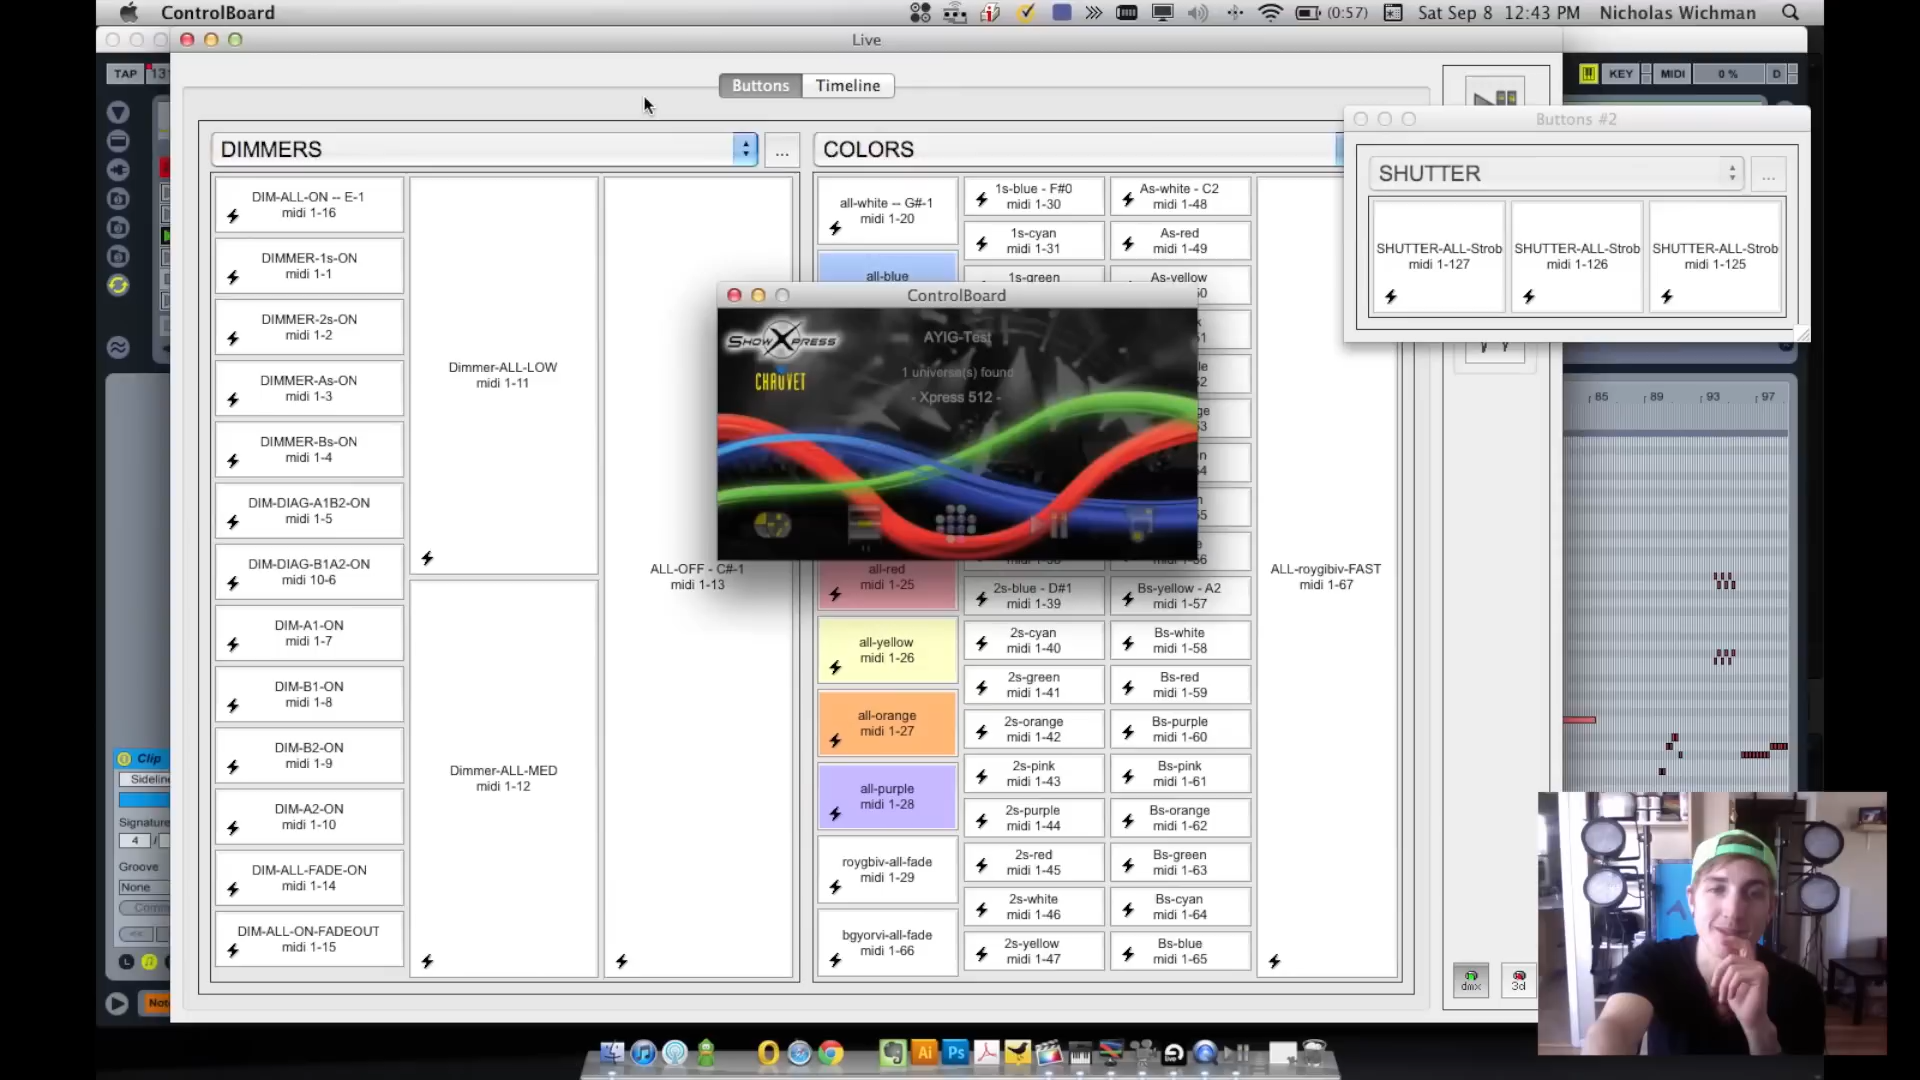 ControlBoard
(0:57)
Sat Sep 8 12:43 PM
Nicholas Wichman
Live
TAP
KEY
MIDI
0 %
D
Buttons
Timeline
DIMMERS
...
COLORS
DIM-ALL-ON -- E-1
midi 1-16
DIMMER-1s-ON
midi 1-1
DIMMER-2s-ON
midi 1-2
DIMMER-As-ON
midi 1-3
DIMMER-Bs-ON
midi 1-4
DIM-DIAG-A1B2-ON
midi 1-5
DIM-DIAG-B1A2-ON
midi 10-6
DIM-A1-ON
midi 1-7
DIM-B1-ON
midi 1-8
DIM-B2-ON
midi 1-9
DIM-A2-ON
midi 1-10
DIM-ALL-FADE-ON
midi 1-14
DIM-ALL-ON-FADEOUT
midi 1-15
Dimmer-ALL-LOW
midi 1-11
Dimmer-ALL-MED
midi 1-12
ALL-OFF - C#-1
midi 1-13
all-white -- G#-1
midi 1-20
all-blue
all-red
midi 1-25
all-yellow
midi 1-26
all-orange
midi 1-27
all-purple
midi 1-28
roygbiv-all-fade
midi 1-29
bgyorvi-all-fade
midi 1-66
1s-blue - F#0
midi 1-30
1s-cyan
midi 1-31
1s-green
2s-blue - D#1
midi 1-39
2s-cyan
midi 1-40
2s-green
midi 1-41
2s-orange
midi 1-42
2s-pink
midi 1-43
2s-purple
midi 1-44
2s-red
midi 1-45
2s-white
midi 1-46
2s-yellow
midi 1-47
As-white - C2
midi 1-48
As-red
midi 1-49
As-yellow
Bs-yellow - A2
midi 1-57
Bs-white
midi 1-58
Bs-red
midi 1-59
Bs-purple
midi 1-60
Bs-pink
midi 1-61
Bs-orange
midi 1-62
Bs-green
midi 1-63
Bs-cyan
midi 1-64
Bs-blue
midi 1-65
ALL-roygibiv-FAST
midi 1-67
ControlBoard
SHOWXPRESS
CHAUVET
AYIG-Test
1 universe(s) found
- Xpress 512 -
Buttons #2
SHUTTER
...
SHUTTER-ALL-Strob
midi 1-127
SHUTTER-ALL-Strob
midi 1-126
SHUTTER-ALL-Strob
midi 1-125
85
89
93
97
Clip
Sideline
Signature
4 /
Groove
None
<<
dmx
3d
Ai
Ps
live